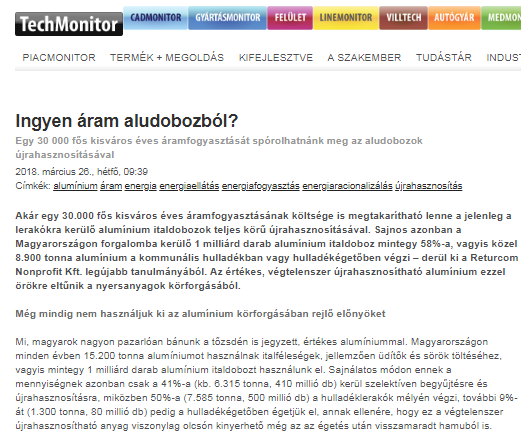 TechMonitor CADMONITOR GYÁRTÁSMONITOR FELÜLET LINEMONITOR VILLTECH AUTÓGYÁR MEDMON
PIACMONITOR TERMÉK + MEGOLDÁS KIFEJLESZTVE A SZAKEMBER TUDÁSTÁR INDUST
Ingyen áram aludobozból?
Egy 30 000 fős kisváros éves áramfogyasztását spórolhatnánk meg az aludobozok
újrahasznosításával
2018. március 26., hétfő, 09:39
Címkék: alumínium áram energia energiaellátás energiafogyasztás energiaracionalizálás újrahasznosítás
Akár egy 30.000 fős kisváros éves áramfogyasztásának költsége is megtakarítható lenne a jelenleg a
lerakókra kerülő alumínium italdobozok teljes körű újrahasznosításával. Sajnos azonban a
Magyarországon forgalomba kerülő 1 milliárd darab alumínium italdoboz mintegy 58%-a, vagyis közel
8.900 tonna alumínium a kommunális hulladékban vagy hulladékégetőben végzi – derül ki a Returcom
Nonprofit Kft. legújabb tanulmányából. Az értékes, végtelenszer újrahasznosítható alumínium ezzel
örökre eltűnik a nyersanyagok körforgásából.
Még mindig nem használjuk ki az alumínium körforgásában rejlő előnyöket
Mi, magyarok nagyon pazarlóan bánunk a tőzsdén is jegyzett, értékes alumíniummal. Magyarországon
minden évben 15.200 tonna alumíniumot használnak italféleségek, jellemzően üdítők és sörök töltéséhez,
vagyis mintegy 1 milliárd darab alumínium italdobozt használunk el. Sajnálatos módon ennek a
mennyiségnek azonban csak a 41%-a (kb. 6.315 tonna, 410 millió db) kerül szelektíven begyűjtésre és
újrahasznosításra, miközben 50%-a (7.585 tonna, 500 millió db) a hulladéklerakók mélyén végzi, további 9%-
át (1.300 tonna, 80 millió db) pedig a hulladékégetőben égetjük el, annak ellenére, hogy ez a végtelenszer
újrahasznosítható anyag viszonylag olcsón kinyerhető még az az égetés után visszamaradt hamuból is.